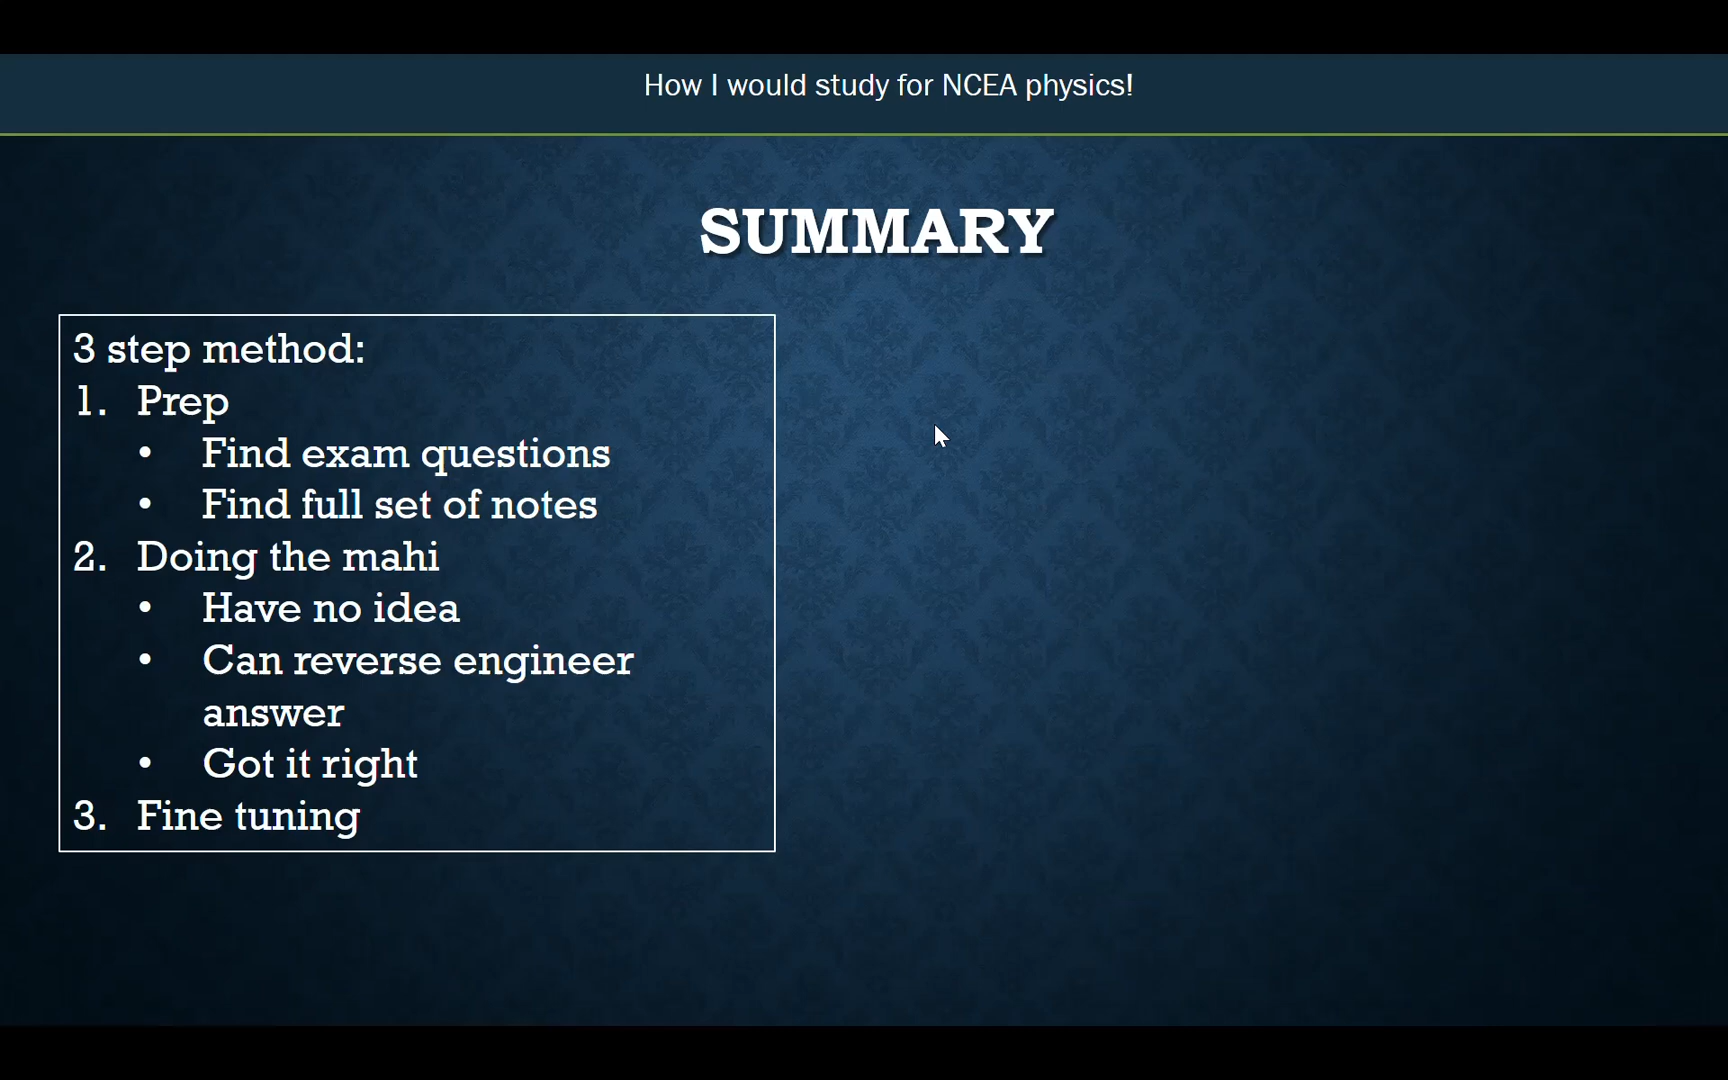 How I would study for NCEA physics!
SUMMARY
3 step method:
1. Prep
• Find exam questions
• Find full set of notes
2. Doing the mahi
• Have no idea
• Can reverse engineer
answer
• Got it right
3. Fine tuning